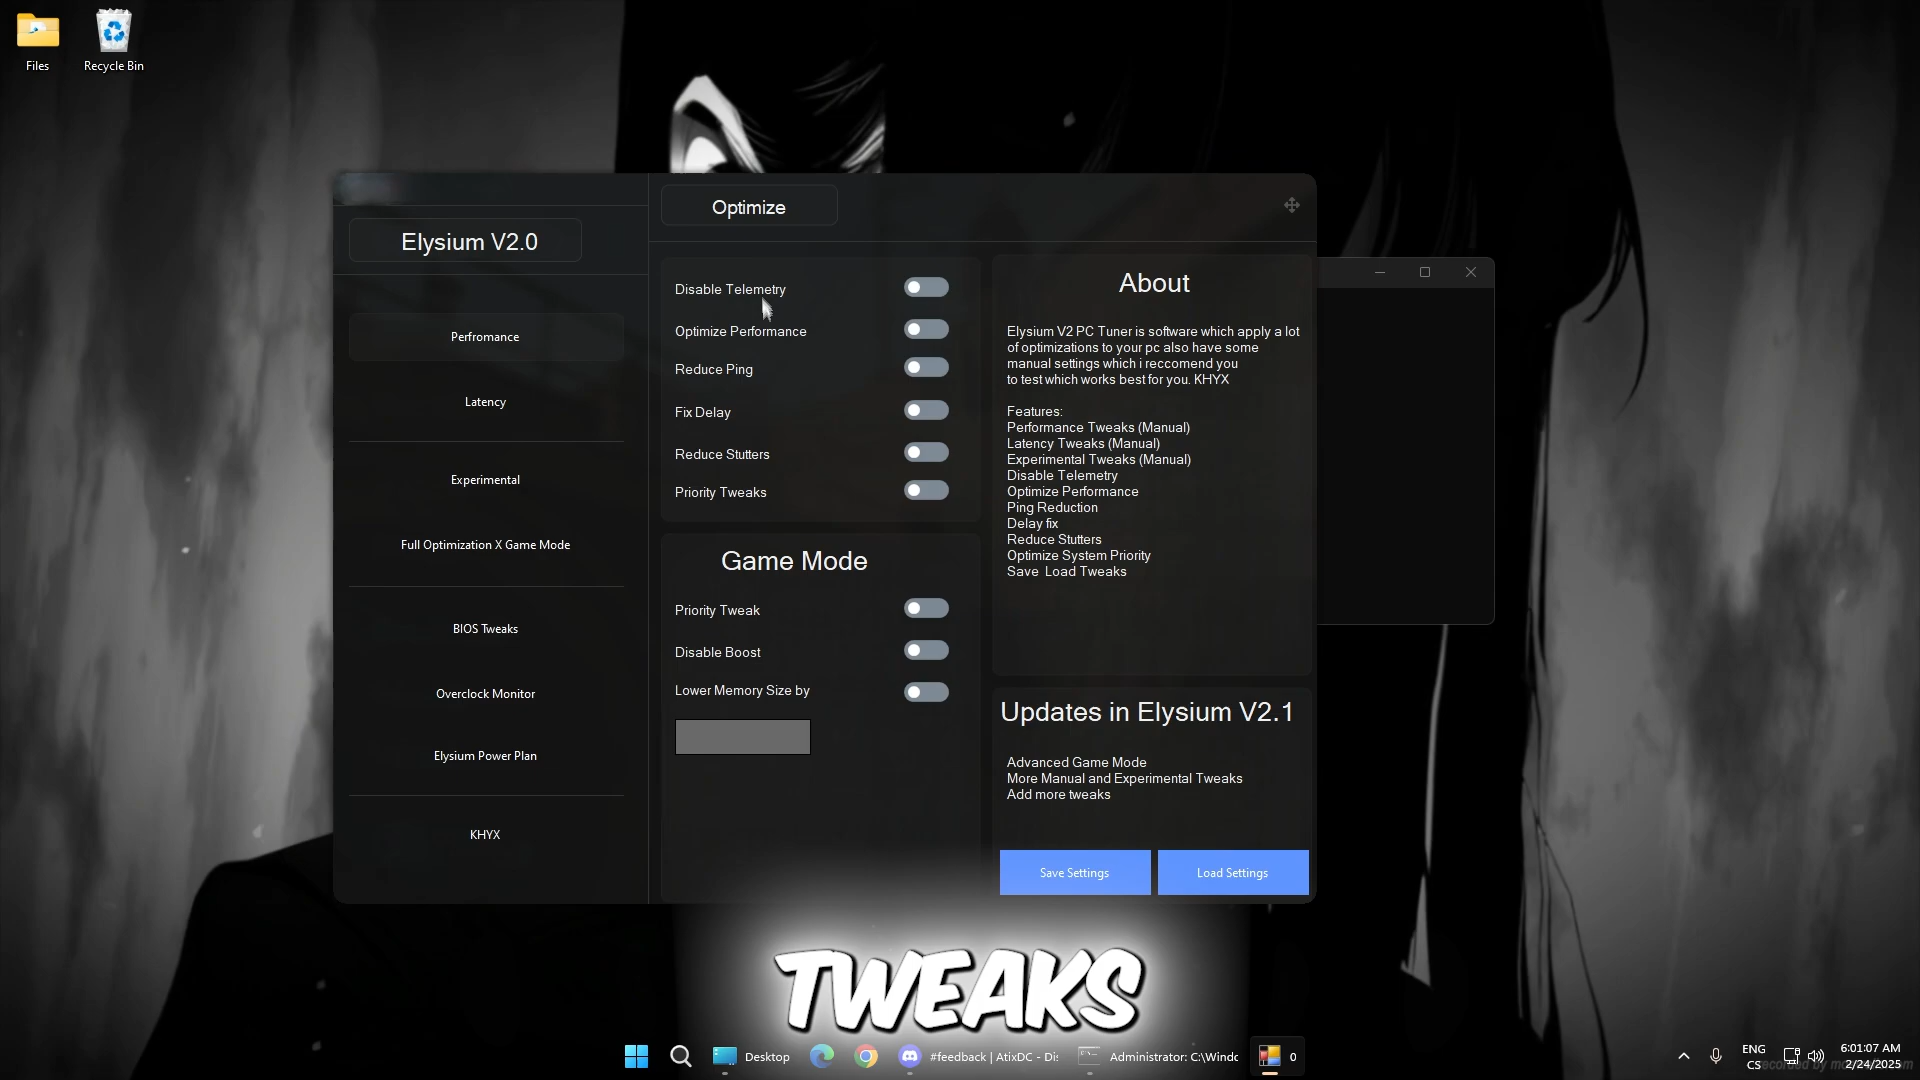 Files
Recycle Bin
Elysium V2.0
Perfromance
Latency
Experimental
Full Optimization X Game Mode
BIOS Tweaks
Overclock Monitor
Elysium Power Plan
KHYX
Optimize
Disable Telemetry
Optimize Performance
Reduce Ping
Fix Delay
Reduce Stutters
Priority Tweaks
Game Mode
Priority Tweak
Disable Boost
Lower Memory Size by
About
Elysium V2 PC Tuner is software which apply a lot
of optimizations to your pc also have some
manual settings which i reccomend you
to test which works best for you. KHYX
Features:
Performance Tweaks (Manual)
Latency Tweaks (Manual)
Experimental Tweaks (Manual)
Disable Telemetry
Optimize Performance
Ping Reduction
Delay fix
Reduce Stutters
Optimize System Priority
Save Load Tweaks
Updates in Elysium V2.1
Advanced Game Mode
More Manual and Experimental Tweaks
Add more tweaks
Save Settings
Load Settings
TWEAKS
Desktop
#feedback | AtixDC - Dis
Administrator: C:\Windo
0
ENG
CS
6:01:07 AM
2/24/2025